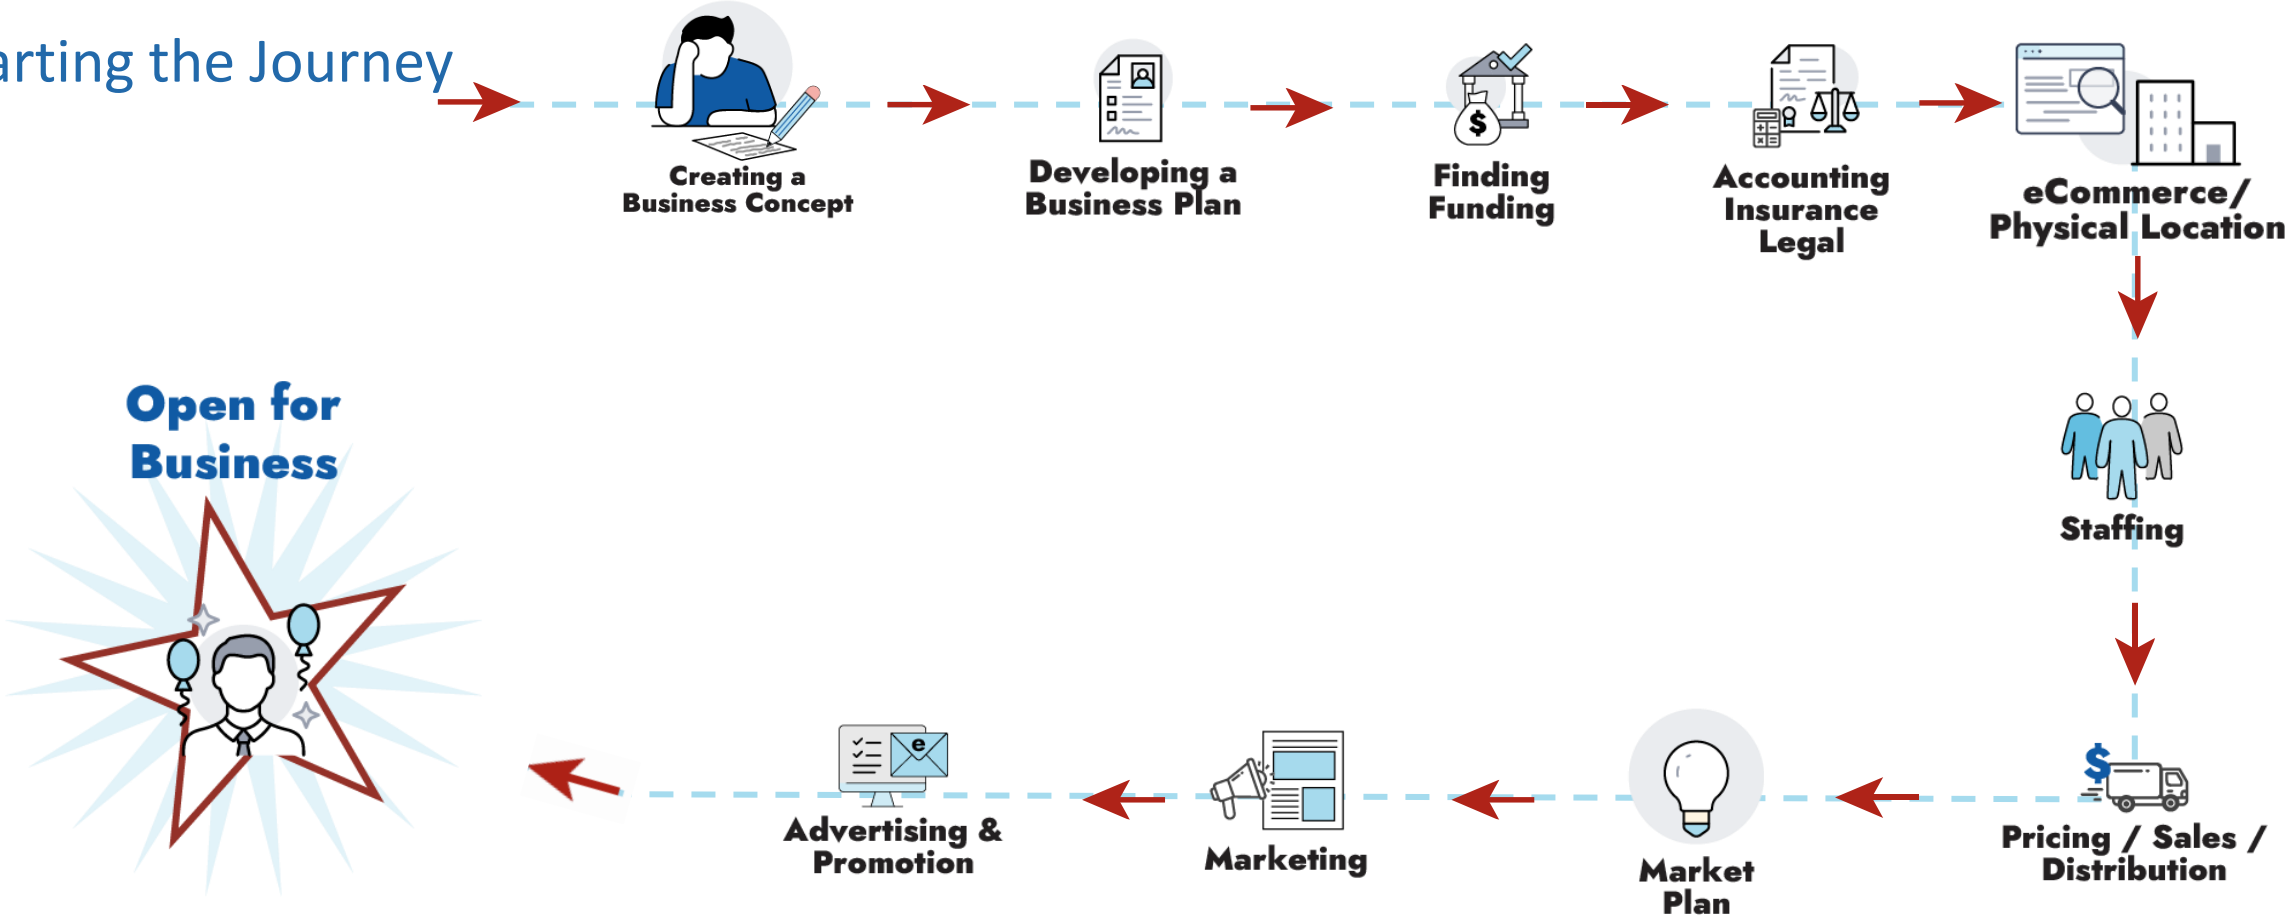 arting the Journey
Creating a
Business Concept
Developing a
Business Plan
Finding
Funding
$
Accounting
Insurance
Legal
eCommerce/
Physical Location
Staffing
$
Pricing / Sales /
Distribution
Market
Plan
Marketing
e
Advertising &
Promotion
Open for
Business